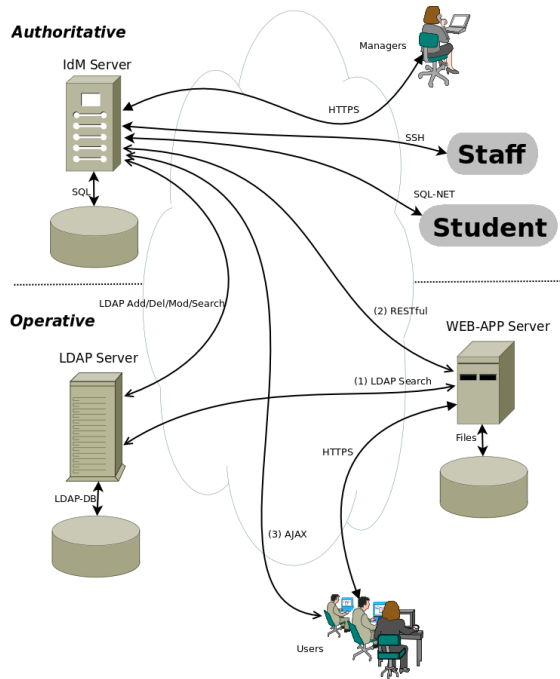 Authoritative
Managers
IdM Server
HTTPS
SSH
Staff
SQL
SQL-NET
Student
LDAP Add/Del/Mod/Search
(2) RESTful
Operative
WEB-APP Server
LDAP Server
(1) LDAP Search
HTTPS
Files
LDAP-DB
(3) AJAX
Users